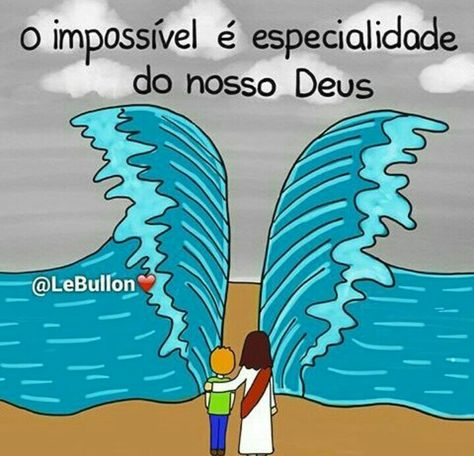 O impossível é especialidade
do nosso Deus
@LeBullon❤